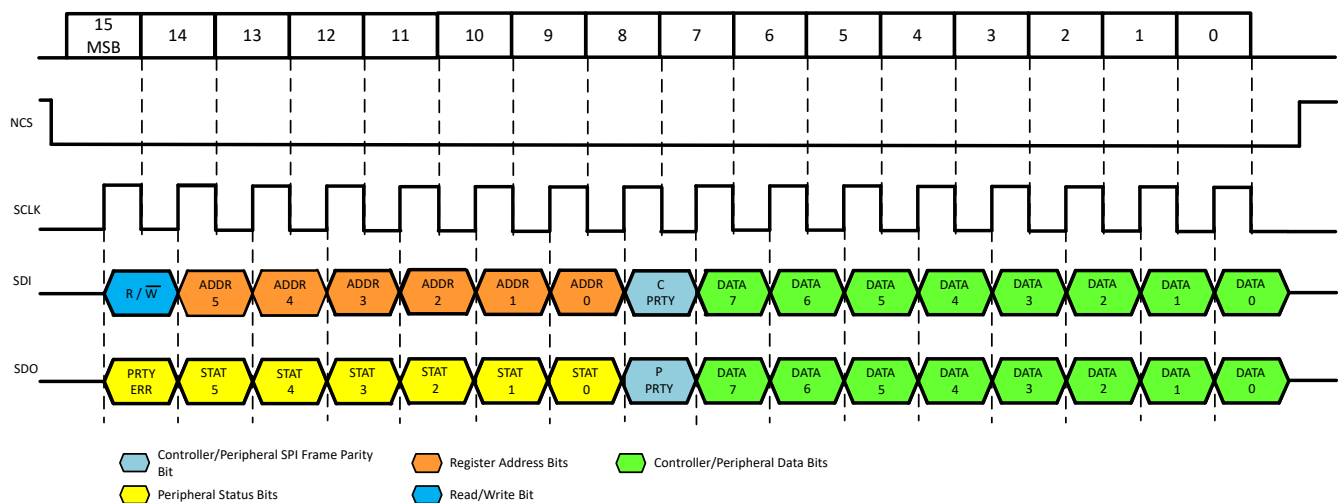 15
MSB
14 13 12 11 10 9 8 7 6 5 4 3 2 1 0
NCS
SCLK
SDI
R / W̅
ADDR
5
ADDR
4
ADDR
3
ADDR
2
ADDR
1
ADDR
0
C
PRTY
DATA
7
DATA
6
DATA
5
DATA
4
DATA
3
DATA
2
DATA
1
DATA
0
SDO
PRTY
ERR
STAT
5
STAT
4
STAT
3
STAT
2
STAT
1
STAT
0
P
PRTY
DATA
7
DATA
6
DATA
5
DATA
4
DATA
3
DATA
2
DATA
1
DATA
0
Controller/Peripheral SPI Frame Parity
Bit
Register Address Bits
Controller/Peripheral Data Bits
Peripheral Status Bits
Read/Write Bit